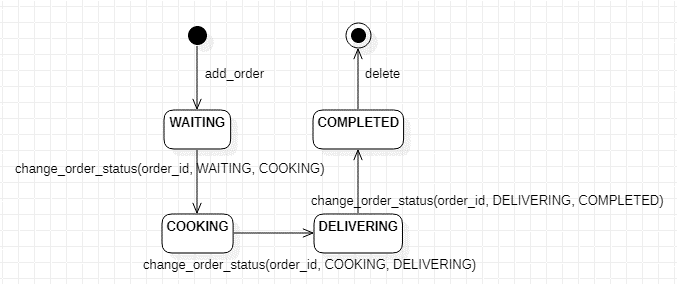 add_order
delete
WAITING
COMPLETED
change_order_status(order_id, WAITING, COOKING)
change_order_status(order_id, DELIVERING, COMPLETED)
COOKING
DELIVERING
change_order_status(order_id, COOKING, DELIVERING)